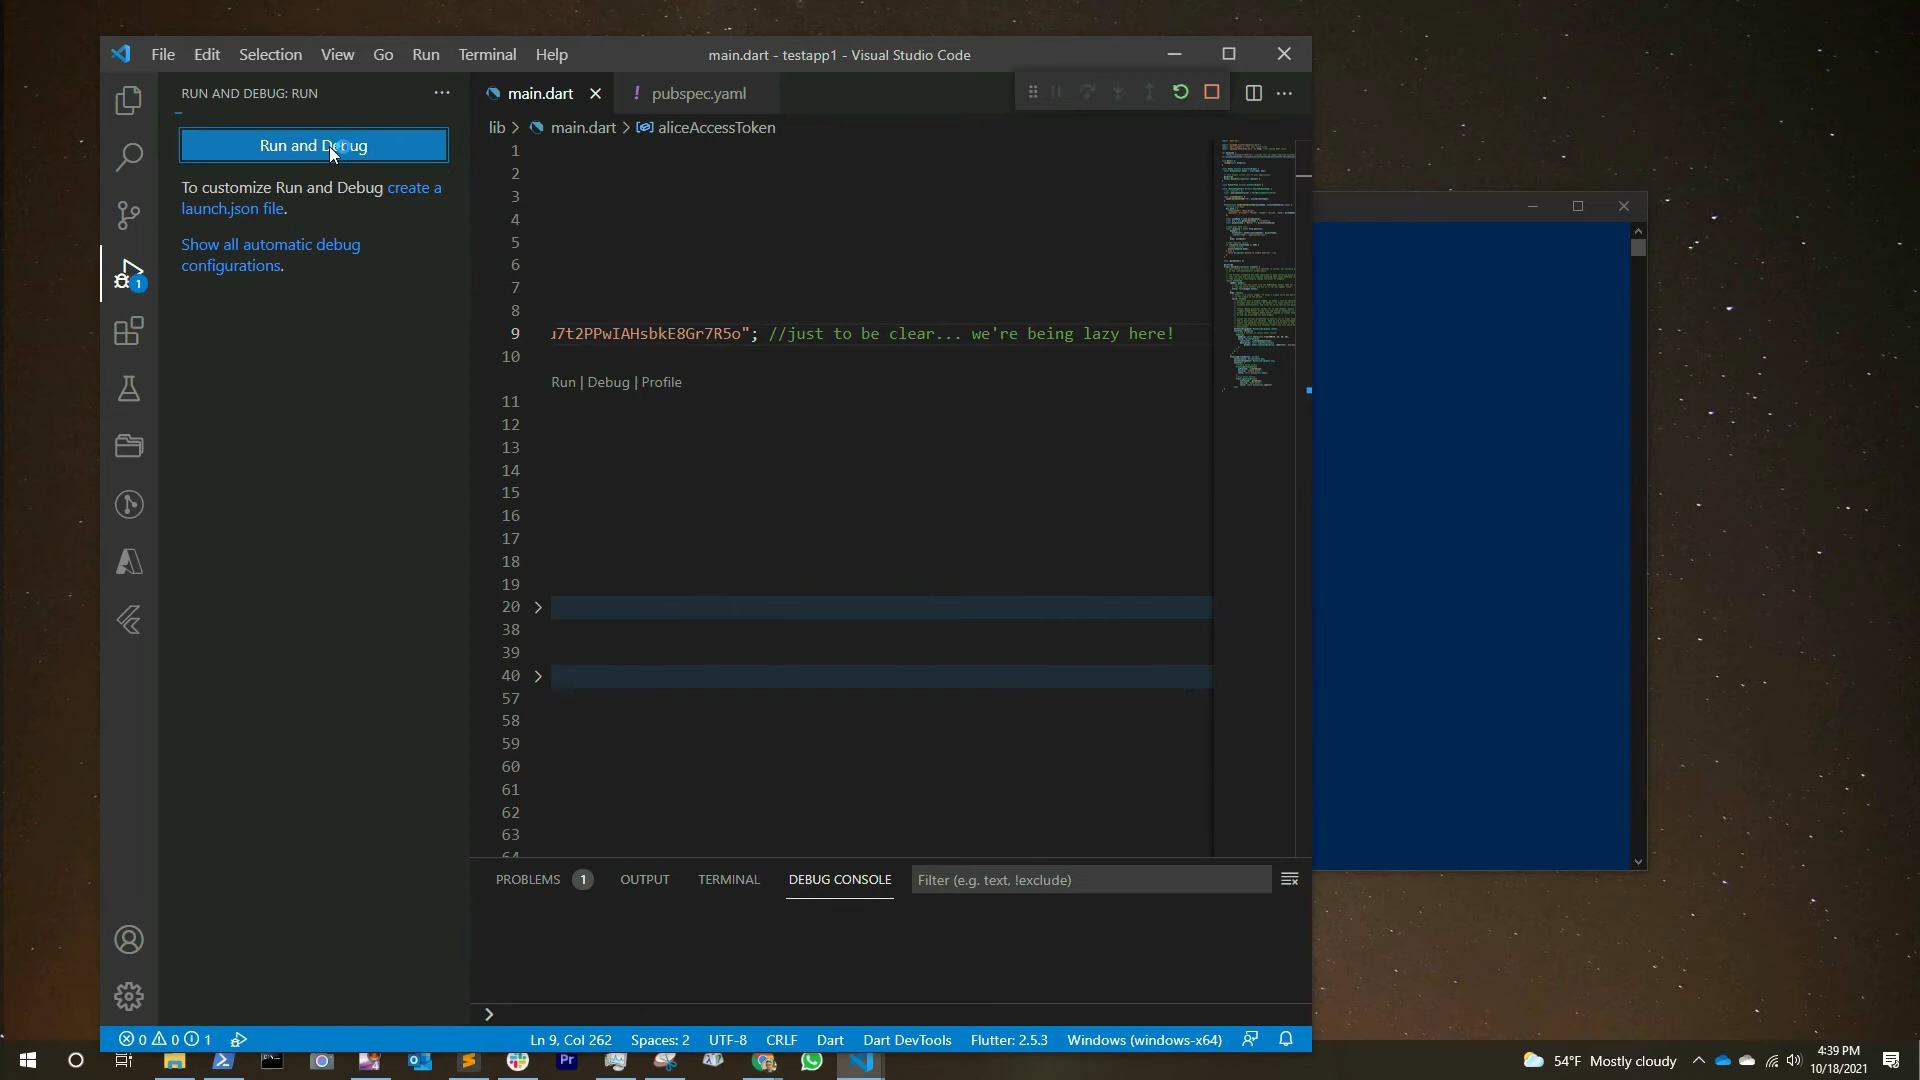 File Edit Selection View Go Run Terminal Help
main.dart - testapp1 - Visual Studio Code
RUN AND DEBUG: RUN
Run and Debug
To customize Run and Debug create a
launch.json file.
Show all automatic debug
configurations.
main.dart
! pubspec.yaml
lib > main.dart > aliceAccessToken
1
2
3
4
5
6
7
8
9 u7t2PPwIAHsbkE8Gr7R5o"; //just to be clear... we're being lazy here!
10
Run | Debug | Profile
11
12
13
14
15
16
17
18
19
20
38
39
40
57
58
59
60
61
62
63
64
1
PROBLEMS 1 OUTPUT TERMINAL DEBUG CONSOLE Filter (e.g. text, !exclude)
0 0 1
Ln 9, Col 262 Spaces: 2 UTF-8 CRLF Dart Dart DevTools Flutter: 2.5.3 Windows (windows-x64)
Pr
54°F Mostly cloudy
4:39 PM
10/18/2021